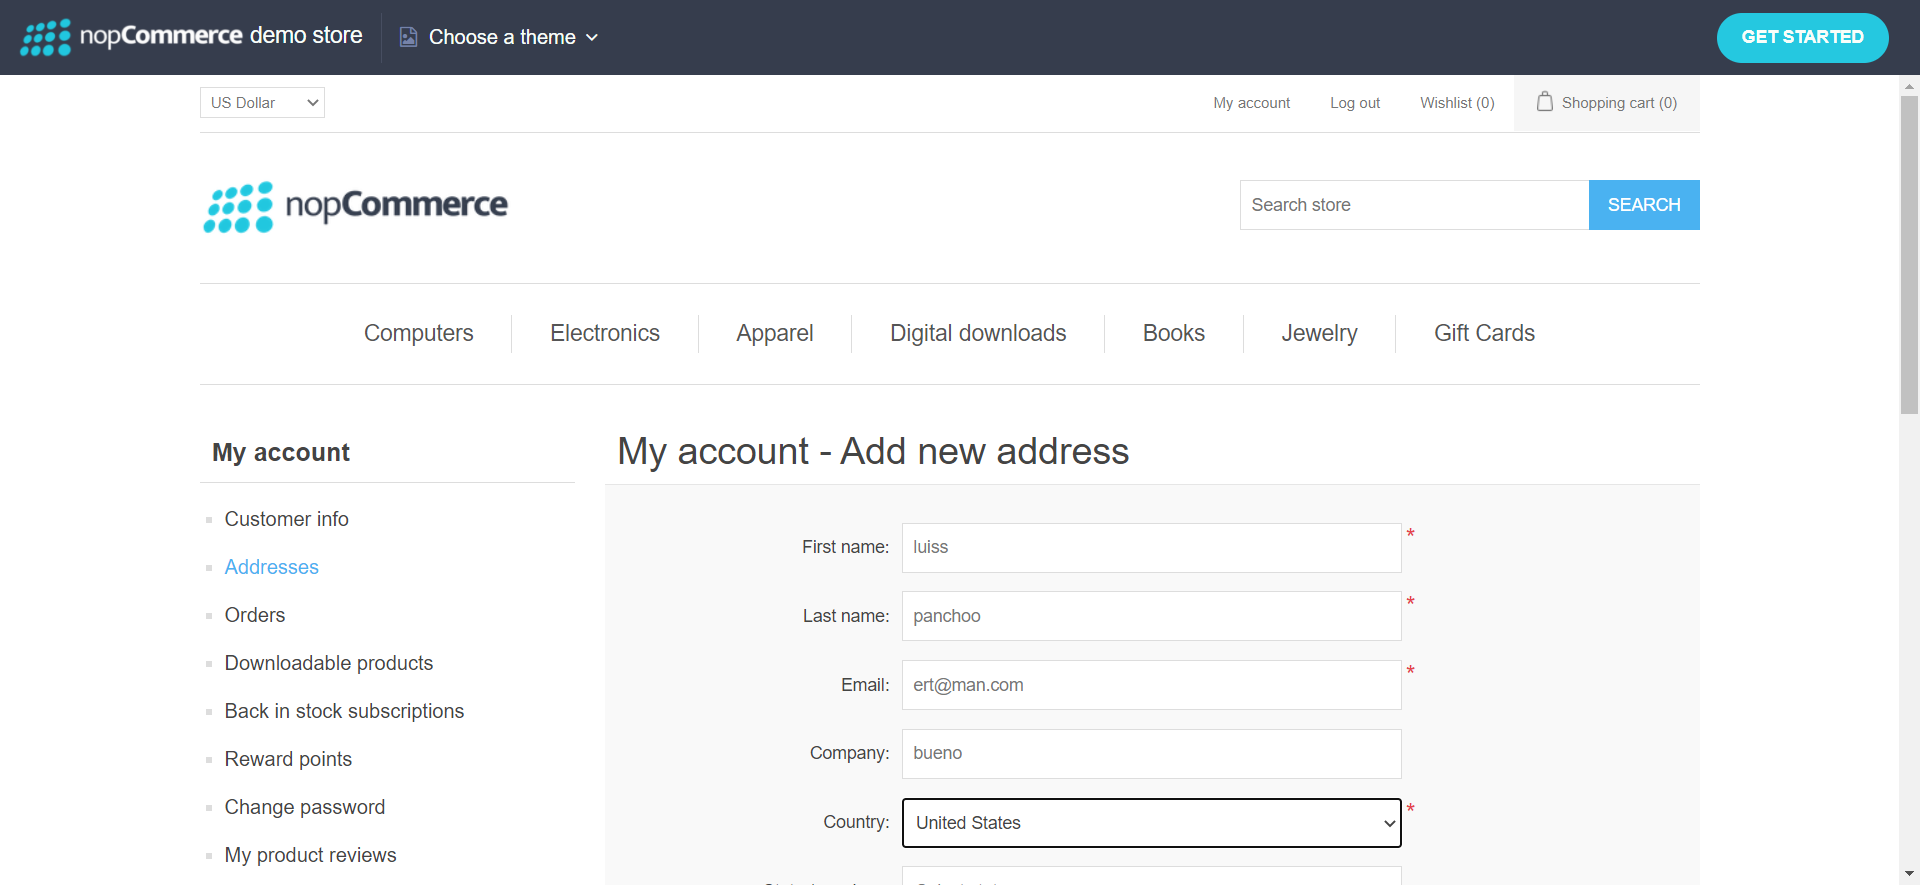 nopCommerce demo store
Choose a theme
GET STARTED
US Dollar
My account
Log out
Wishlist (0)
Shopping cart (0)
nopCommerce
Search store
SEARCH
Computers
Electronics
Apparel
Digital downloads
Books
Jewelry
Gift Cards
My account
Customer info
Addresses
Orders
Downloadable products
Back in stock subscriptions
Reward points
Change password
My product reviews
My account - Add new address
First name: luiss *
Last name: panchoo *
Email: ert@man.com *
Company: bueno
Country: United States *